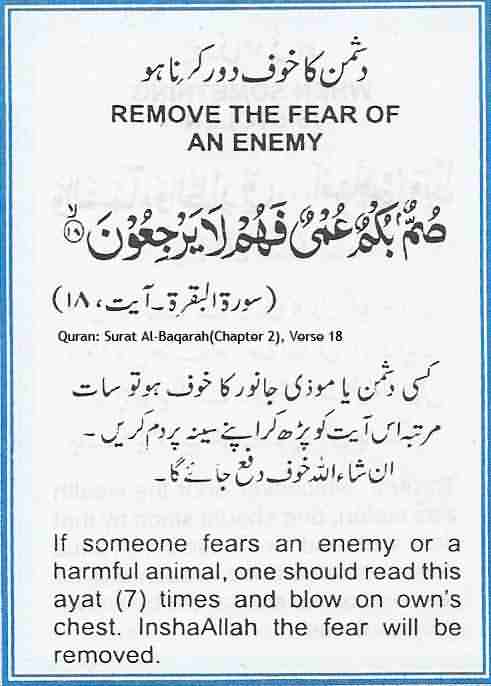 دشمن کا خوف دور کرنا ہو
REMOVE THE FEAR OF
AN ENEMY
صُمٌّۢ بُكْمٌ عُمْىٌ فَهُمْ لَا يَرْجِعُوْنَ ۙ‏﴿۱۸﴾
(سورۃ البقرۃ۔ آیت، ۱۸)
Quran: Surat Al-Baqarah(Chapter 2), Verse 18
کسی دشمن یا موذی جانور کا خوف ہو تو سات
مرتبہ اس آیت کو پڑھ کر اپنے سینہ پر دم کریں ۔
ان شاء اللہ خوف دفع ہو جائے گا۔
If someone fears an enemy or a
harmful animal, one should read this
ayat (7) times and blow on own's
chest. InshaAllah the fear will be
removed.